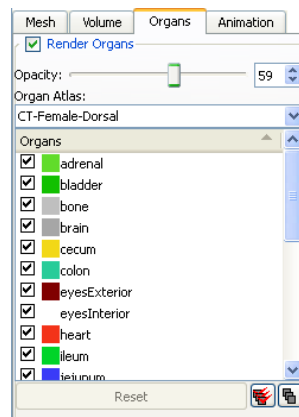 Mesh Volume Organs Animation
Render Organs
Opacity: 59
Organ Atlas:
CT-Female-Dorsal
Organs
adrenal
bladder
bone
brain
cecum
colon
eyesExterior
eyesInterior
heart
ileum
jejunum
Reset